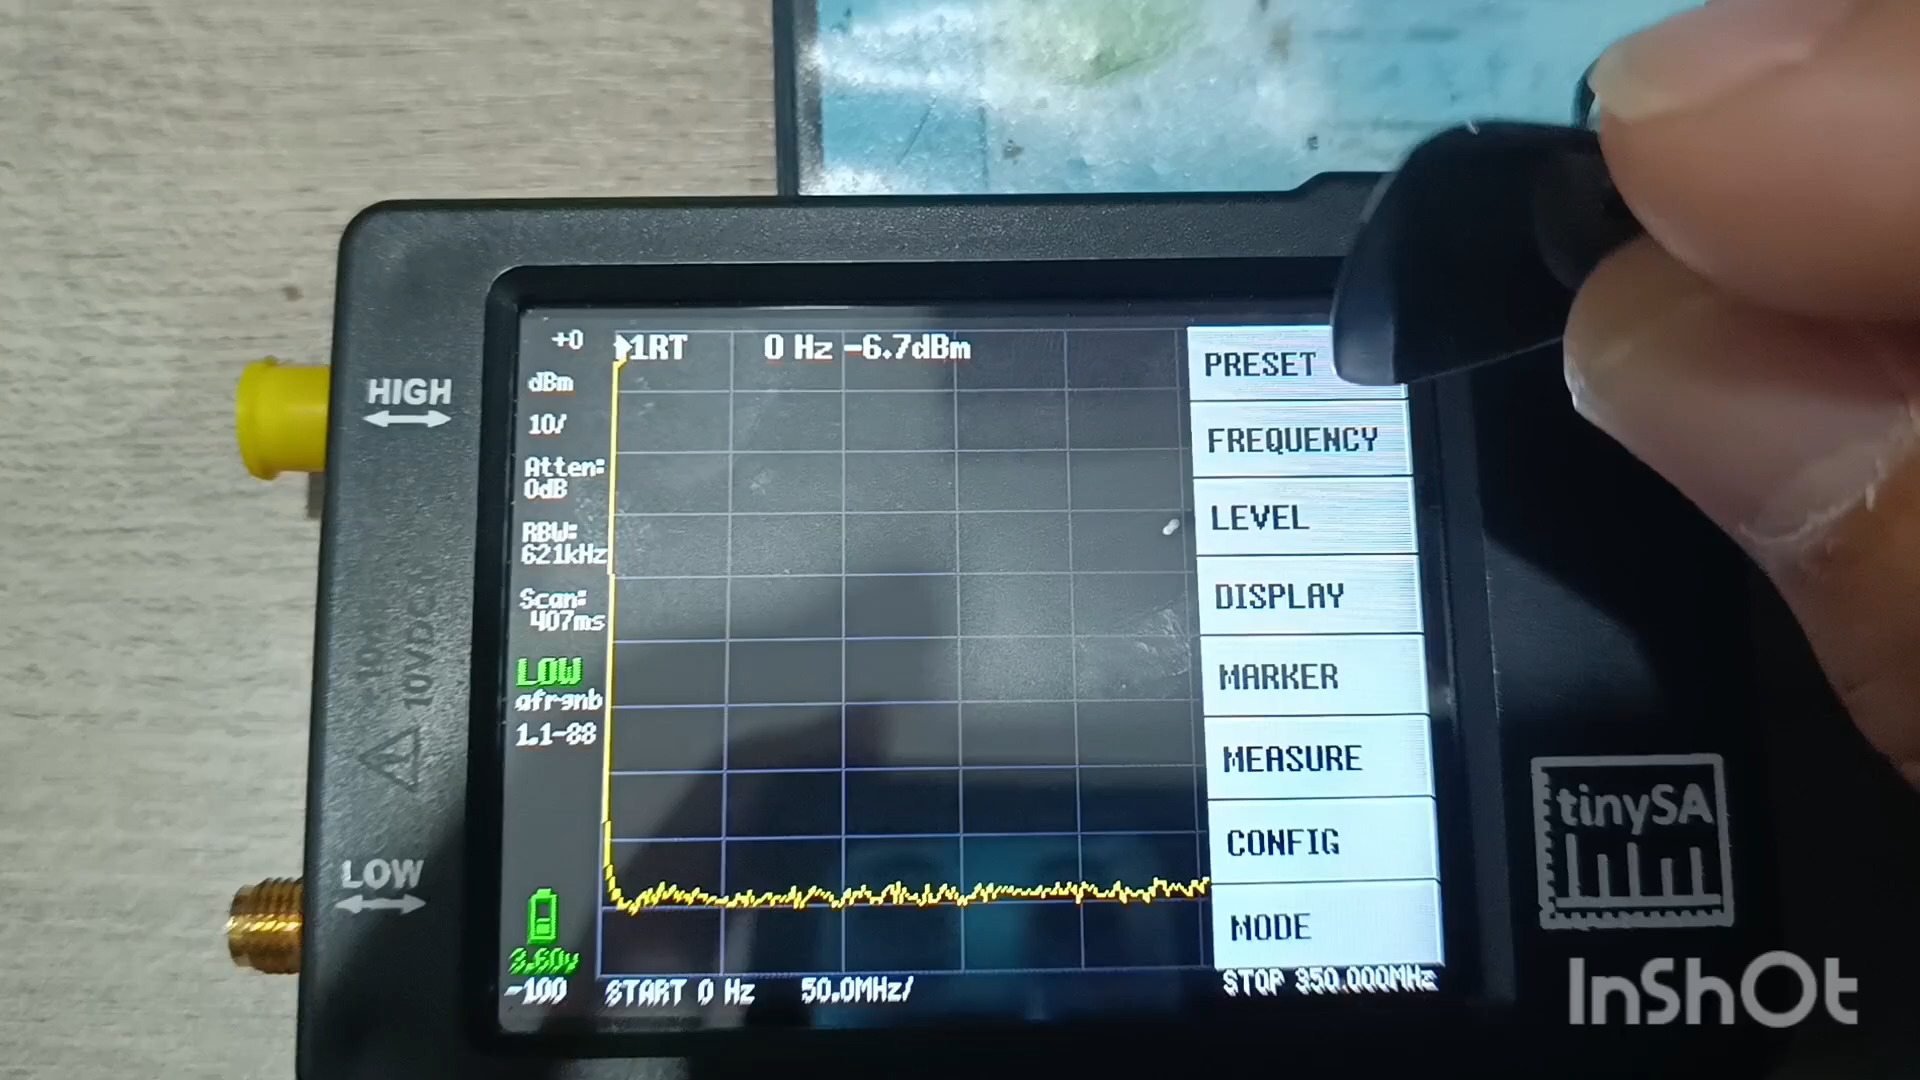 HIGH
LOW
10VDC
+0
dBm
10/
Atten:
0dB
RBW:
621kHz
Scan:
407ms
LOW
afrgnb
1.1-88
3.60v
-100
1RT 0 Hz -6.7dBm
START 0 Hz 50.0MHz/ STOP 350.000MHz
PRESET
FREQUENCY
LEVEL
DISPLAY
MARKER
MEASURE
CONFIG
MODE
tinySA
InShOt